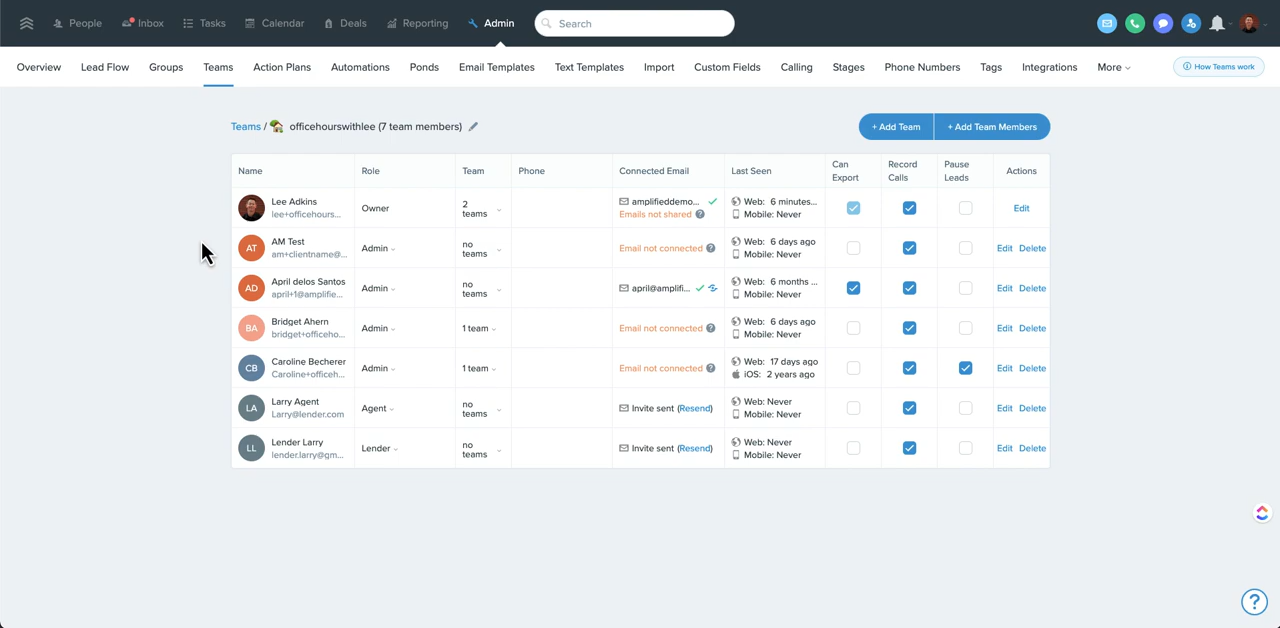 People Inbox Tasks Calendar Deals Reporting Admin Search
Overview Lead Flow Groups Teams Action Plans Automations Ponds Email Templates Text Templates Import Custom Fields Calling Stages Phone Numbers Tags Integrations More How Teams work
Teams / officehourswithlee (7 team members) + Add Team + Add Team Members
Name Role Team Phone Connected Email Last Seen Can Export Record Calls Pause Leads Actions
Lee Adkins
lee+officehours...
Owner
2 teams
amplifieddemo...
Emails not shared ?
Web: 6 minutes...
Mobile: Never
Edit
AT
AM Test
am+clientname@...
Admin
no teams
Email not connected ?
Web: 6 days ago
Mobile: Never
Edit Delete
AD
April delos Santos
april+1@amplifie...
Admin
no teams
april@amplifi...
Web: 6 months ...
Mobile: Never
Edit Delete
BA
Bridget Ahern
bridget+officeho...
Admin
1 team
Email not connected ?
Web: 6 days ago
Mobile: Never
Edit Delete
CB
Caroline Becherer
Caroline+officeh...
Admin
1 team
Email not connected ?
Web: 17 days ago
iOS: 2 years ago
Edit Delete
LA
Larry Agent
Larry@lender.com
Agent
no teams
Invite sent (Resend)
Web: Never
Mobile: Never
Edit Delete
LL
Lender Larry
lender.larry@gm...
Lender
no teams
Invite sent (Resend)
Web: Never
Mobile: Never
Edit Delete
?